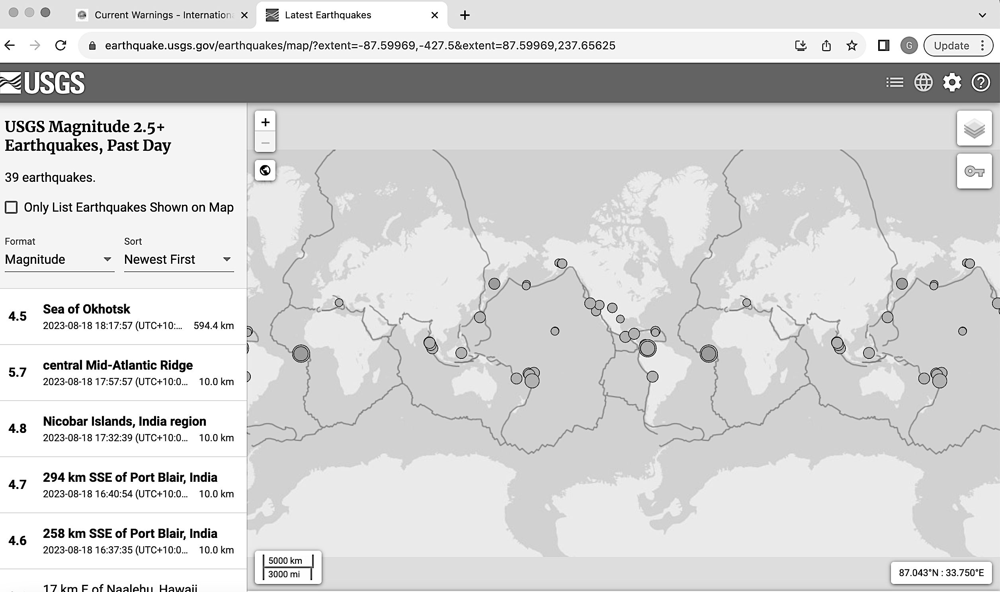 Current Warnings - Internationa
Latest Earthquakes
earthquake.usgs.gov/earthquakes/map/?extent=-87.59969,-427.5&extent=87.59969,237.65625
G
Update
USGS
USGS Magnitude 2.5+
Earthquakes, Past Day
39 earthquakes.
Only List Earthquakes Shown on Map
Format
Sort
Magnitude
Newest First
4.5
Sea of Okhotsk
2023-08-18 18:17:57 (UTC+10:... 594.4 km
5.7
central Mid-Atlantic Ridge
2023-08-18 17:57:57 (UTC+10:0... 10.0 km
4.8
Nicobar Islands, India region
2023-08-18 17:32:39 (UTC+10:0... 10.0 km
4.7
294 km SSE of Port Blair, India
2023-08-18 16:40:54 (UTC+10:0... 10.0 km
4.6
258 km SSE of Port Blair, India
2023-08-18 16:37:35 (UTC+10:0... 10.0 km
17 km E of Naalehu, Hawaii
5000 km
3000 mi
87.043°N : 33.750°E